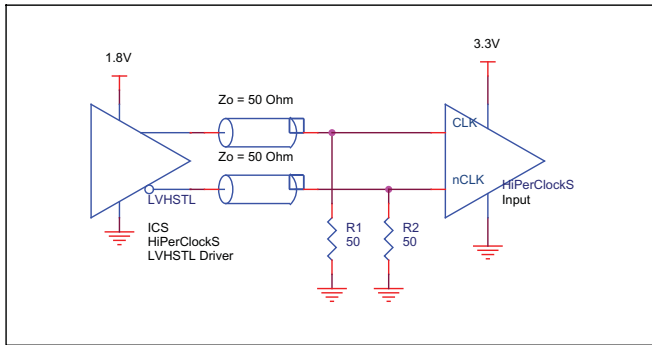 1.8V
3.3V
Zo = 50 Ohm
CLK
Zo = 50 Ohm
nCLK
LVHSTL
HiPerClockS
Input
ICS
HiPerClockS
LVHSTL Driver
R1
50
R2
50